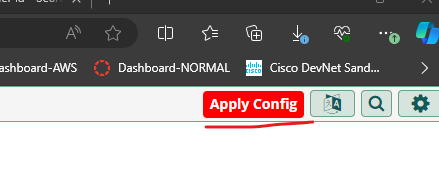 ashboard-AWS Dashboard-NORMAL CISCO Cisco DevNet Sand...
Apply Config